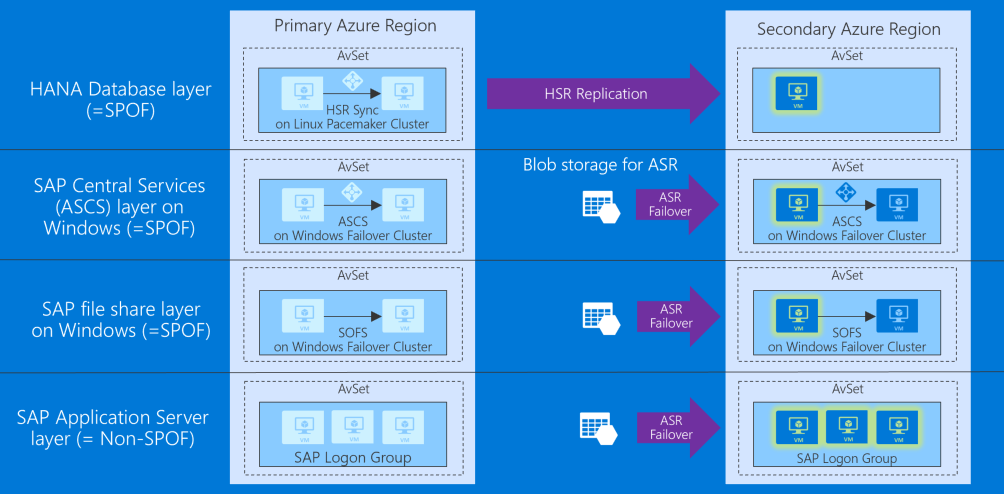 Primary Azure Region
Secondary Azure Region
HANA Database layer
(=SPOF)
AvSet
VM
VM
HSR Sync
on Linux Pacemaker Cluster
HSR Replication
AvSet
VM
SAP Central Services
(ASCS) layer on
Windows (=SPOF)
AvSet
VM
VM
ASCS
on Windows Failover Cluster
Blob storage for ASR
ASR
Failover
AvSet
VM
VM
ASCS
on Windows Failover Cluster
SAP file share layer
on Windows (=SPOF)
AvSet
VM
VM
SOFS
on Windows Failover Cluster
ASR
Failover
AvSet
VM
VM
SOFS
on Windows Failover Cluster
SAP Application Server
layer (= Non-SPOF)
AvSet
VM
VM
VM
SAP Logon Group
ASR
Failover
AvSet
VM
VM
VM
SAP Logon Group